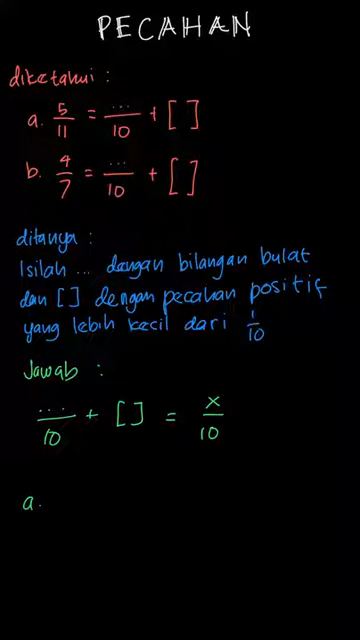 PECAHAN
diketahui :
a. 5/11 = .../10 + [ ]
b. 4/7 = .../10 + [ ]
ditanya :
Isilah ... dengan bilangan bulat
dan [ ] dengan pecahan positif
yang lebih kecil dari 1/10
Jawab :
.../10 + [ ] = x/10
a.